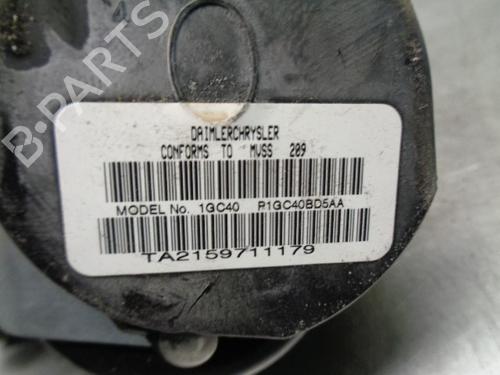 B-PARTS
DAIMLERCHRYSLER
CONFORMS TO MVSS 209
MODEL No. 1GC40 P1GC40BD5AA
TA2159711179